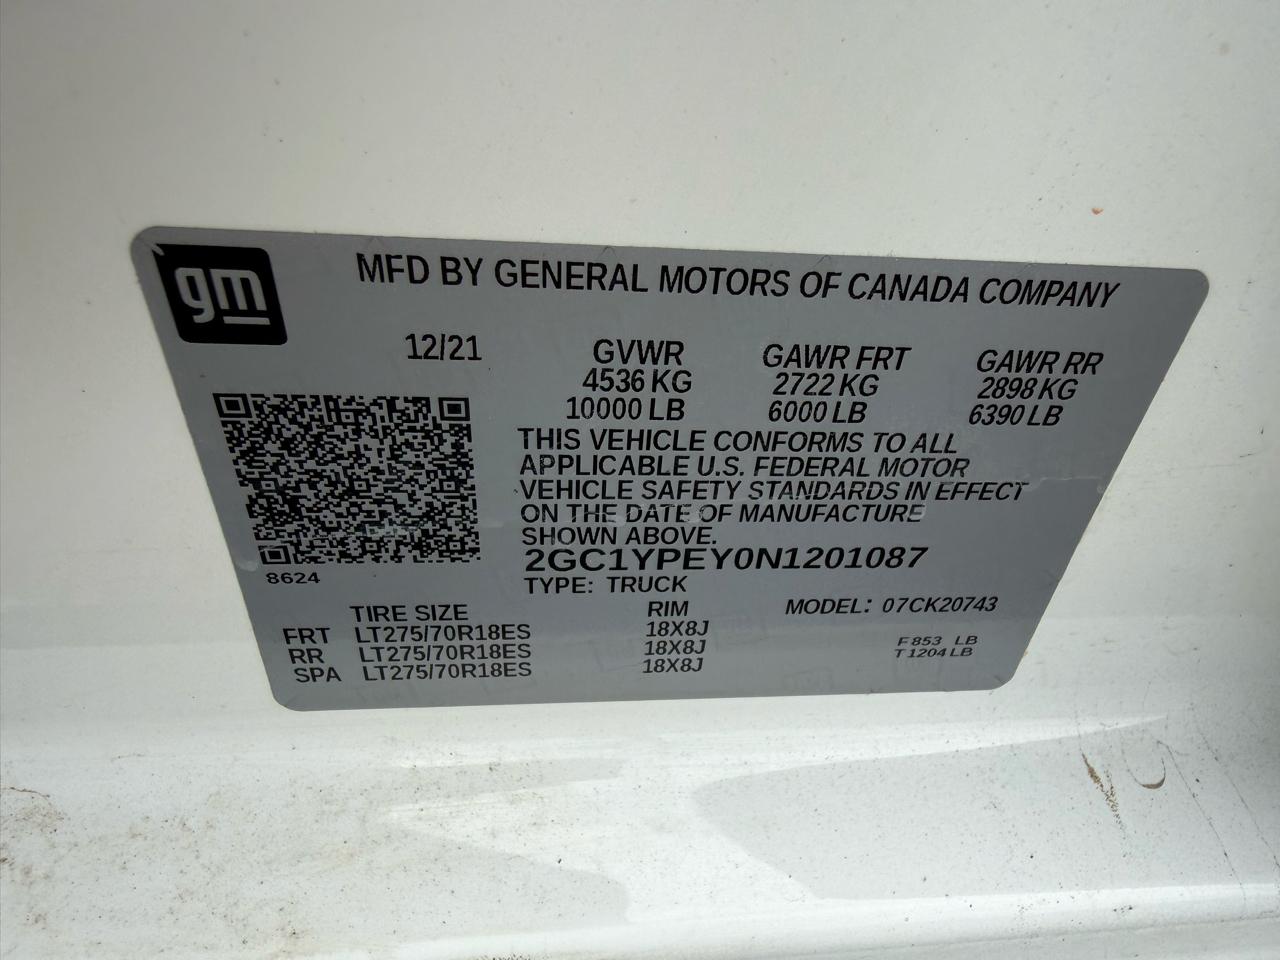 gm
MFD BY GENERAL MOTORS OF CANADA COMPANY
12/21 GVWR GAWR FRT GAWR RR
4536 KG 2722 KG 2898 KG
10000 LB 6000 LB 6390 LB
THIS VEHICLE CONFORMS TO ALL
APPLICABLE U.S. FEDERAL MOTOR
VEHICLE SAFETY STANDARDS IN EFFECT
ON THE DATE OF MANUFACTURE
SHOWN ABOVE.
2GC1YPEY0N1201087
8624
TYPE: TRUCK
TIRE SIZE RIM MODEL: 07CK20743
FRT LT275/70R18ES 18X8J
RR LT275/70R18ES 18X8J
SPA LT275/70R18ES 18X8J
F 853 LB
T 1204 LB